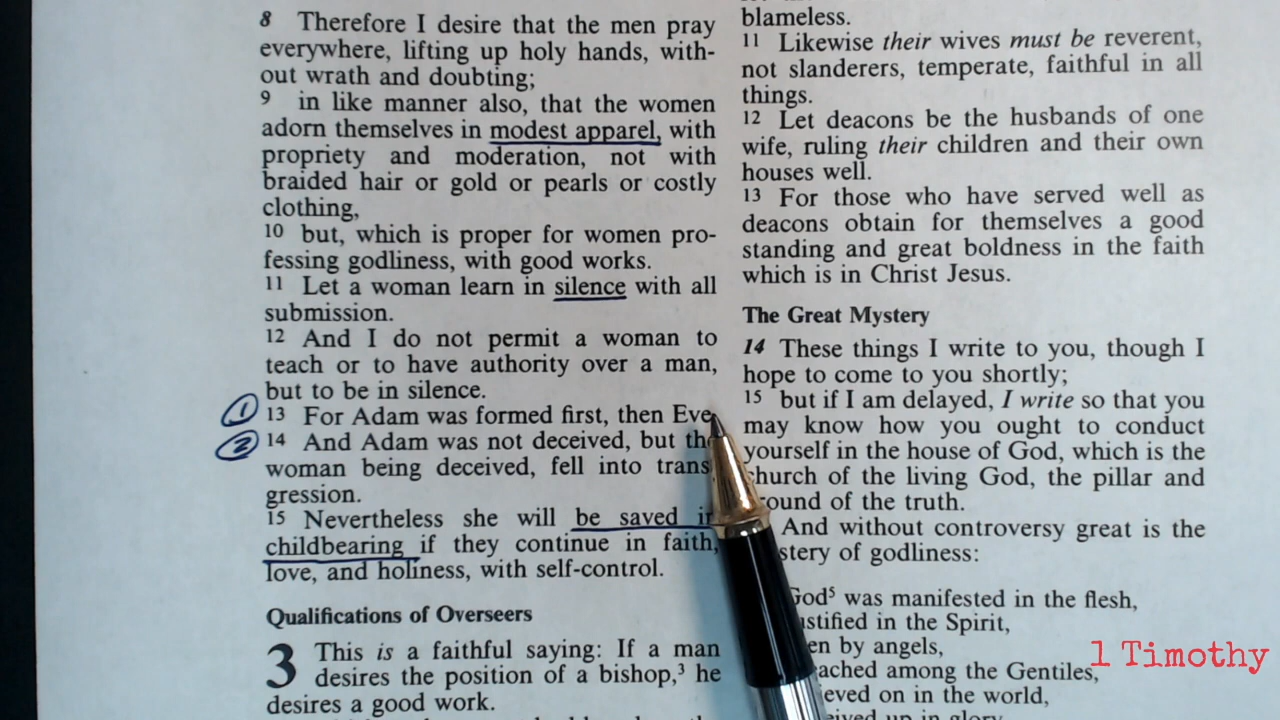 8 Therefore I desire that the men pray
everywhere, lifting up holy hands, with-
out wrath and doubting;
9 in like manner also, that the women
adorn themselves in modest apparel, with
propriety and moderation, not with
braided hair or gold or pearls or costly
clothing,
10 but, which is proper for women pro-
fessing godliness, with good works.
11 Let a woman learn in silence with all
submission.
12 And I do not permit a woman to
teach or to have authority over a man,
but to be in silence.
1 13 For Adam was formed first, then Eve
2 14 And Adam was not deceived, but the
woman being deceived, fell into trans
gression.
15 Nevertheless she will be saved in
childbearing if they continue in faith,
love, and holiness, with self-control.
Qualifications of Overseers
3 This is a faithful saying: If a man
desires the position of a bishop,3 he
desires a good work.
blameless.
11 Likewise their wives must be reverent,
not slanderers, temperate, faithful in all
things.
12 Let deacons be the husbands of one
wife, ruling their children and their own
houses well.
13 For those who have served well as
deacons obtain for themselves a good
standing and great boldness in the faith
which is in Christ Jesus.
The Great Mystery
14 These things I write to you, though I
hope to come to you shortly;
15 but if I am delayed, I write so that you
may know how you ought to conduct
yourself in the house of God, which is the
church of the living God, the pillar and
ground of the truth.
And without controversy great is the
mystery of godliness:
God5 was manifested in the flesh,
in the Spirit,
by angels,
among the Gentiles,
on in the world,
up in glory
1 Timothy